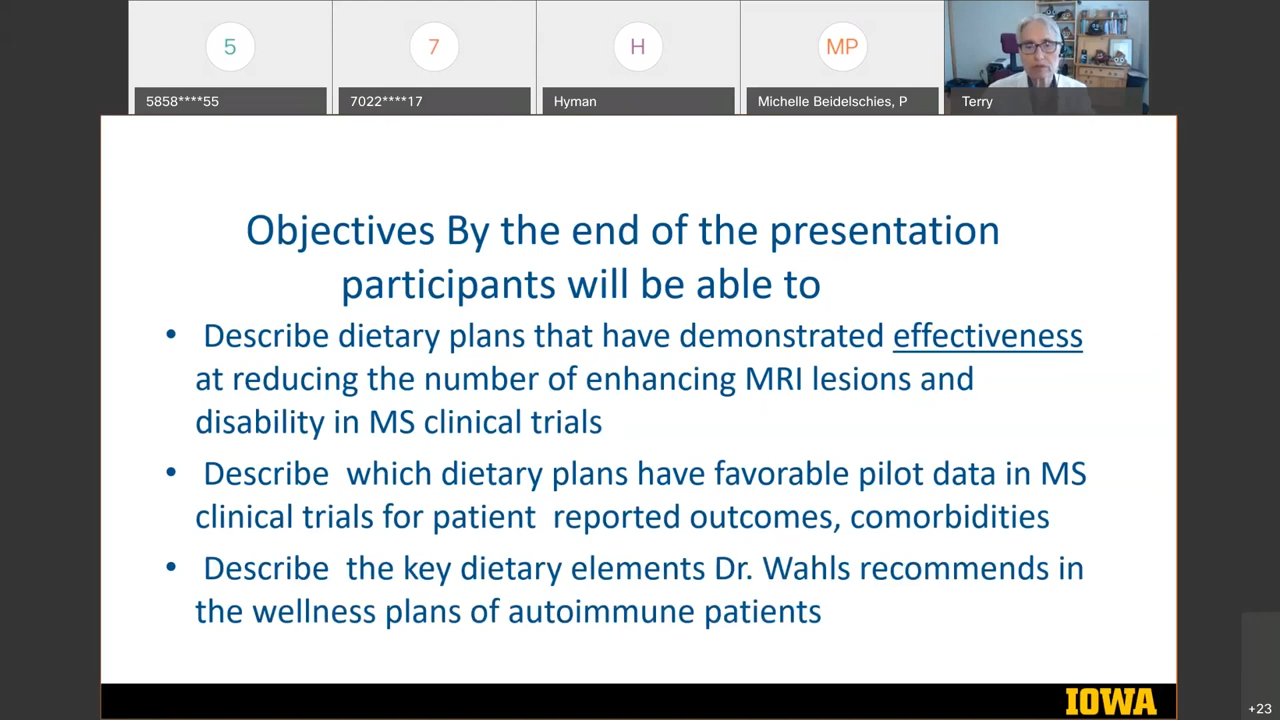 5
7
H
MP
5858****55
7022****17
Hyman
Michelle Beidelschies, P
Terry
Objectives By the end of the presentation
participants will be able to
• Describe dietary plans that have demonstrated effectiveness
at reducing the number of enhancing MRI lesions and
disability in MS clinical trials
• Describe which dietary plans have favorable pilot data in MS
clinical trials for patient reported outcomes, comorbidities
• Describe the key dietary elements Dr. Wahls recommends in
the wellness plans of autoimmune patients
IOWA
+23